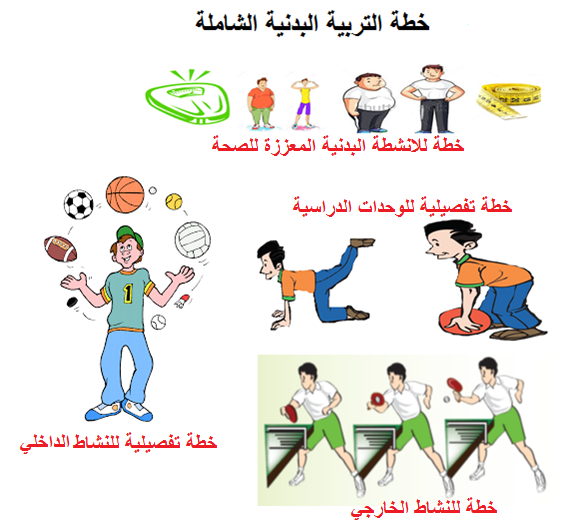 خطة التربية البدنية الشاملة
خطة للانشطة البدنية المعززة للصحة
خطة تفصيلية للوحدات الدراسية
1
خطة تفصيلية للنشاط الداخلي
خطة للنشاط الخارجي